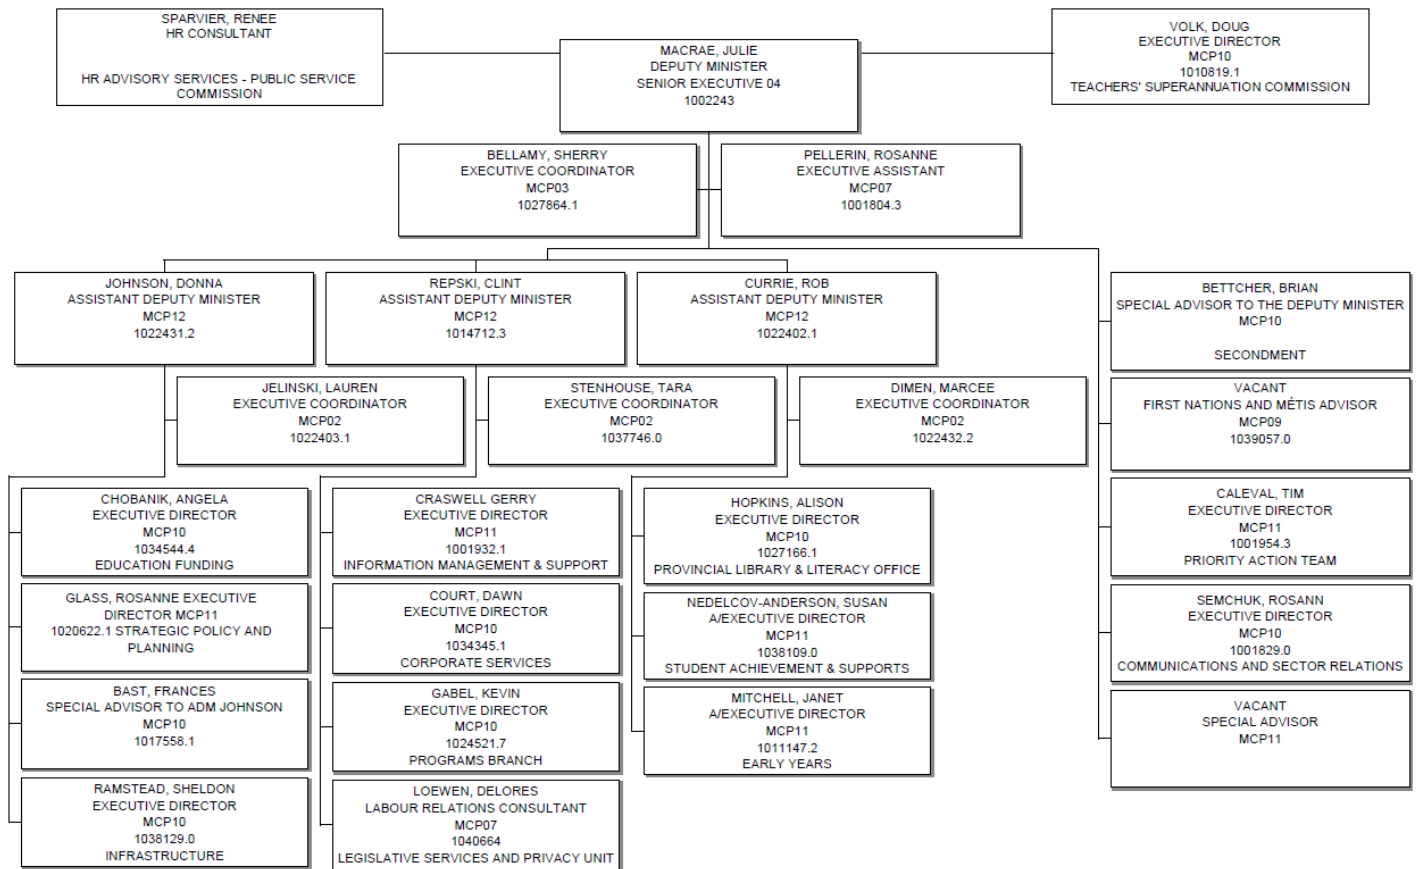 SPARVIER, RENEE
HR CONSULTANT
HR ADVISORY SERVICES - PUBLIC SERVICE
COMMISSION
MACRAE, JULIE
DEPUTY MINISTER
SENIOR EXECUTIVE 04
1002243
VOLK, DOUG
EXECUTIVE DIRECTOR
MCP10
1010819.1
TEACHERS' SUPERANNUATION COMMISSION
BELLAMY, SHERRY
EXECUTIVE COORDINATOR
MCP03
1027864.1
PELLERIN, ROSANNE
EXECUTIVE ASSISTANT
MCP07
1001804.3
JOHNSON, DONNA
ASSISTANT DEPUTY MINISTER
MCP12
1022431.2
REPSKI, CLINT
ASSISTANT DEPUTY MINISTER
MCP12
1014712.3
CURRIE, ROB
ASSISTANT DEPUTY MINISTER
MCP12
1022402.1
BETTCHER, BRIAN
SPECIAL ADVISOR TO THE DEPUTY MINISTER
MCP10
SECONDMENT
JELINSKI, LAUREN
EXECUTIVE COORDINATOR
MCP02
1022403.1
STENHOUSE, TARA
EXECUTIVE COORDINATOR
MCP02
1037746.0
DIMEN, MARCEE
EXECUTIVE COORDINATOR
MCP02
1022432.2
VACANT
FIRST NATIONS AND MÉTIS ADVISOR
MCP09
1039057.0
CHOBANIK, ANGELA
EXECUTIVE DIRECTOR
MCP10
1034544.4
EDUCATION FUNDING
CRASWELL GERRY
EXECUTIVE DIRECTOR
MCP11
1001932.1
INFORMATION MANAGEMENT & SUPPORT
HOPKINS, ALISON
EXECUTIVE DIRECTOR
MCP10
1027166.1
PROVINCIAL LIBRARY & LITERACY OFFICE
CALEVAL, TIM
EXECUTIVE DIRECTOR
MCP11
1001954.3
PRIORITY ACTION TEAM
GLASS, ROSANNE EXECUTIVE
DIRECTOR MCP11
1020622.1 STRATEGIC POLICY AND
PLANNING
COURT, DAWN
EXECUTIVE DIRECTOR
MCP10
1034345.1
CORPORATE SERVICES
NEDELCOV-ANDERSON, SUSAN
A/EXECUTIVE DIRECTOR
MCP11
1038109.0
STUDENT ACHIEVEMENT & SUPPORTS
SEMCHUK, ROSANN
EXECUTIVE DIRECTOR
MCP10
1001829.0
COMMUNICATIONS AND SECTOR RELATIONS
BAST, FRANCES
SPECIAL ADVISOR TO ADM JOHNSON
MCP10
1017558.1
GABEL, KEVIN
EXECUTIVE DIRECTOR
MCP10
1024521.7
PROGRAMS BRANCH
MITCHELL, JANET
A/EXECUTIVE DIRECTOR
MCP11
1011147.2
EARLY YEARS
VACANT
SPECIAL ADVISOR
MCP11
RAMSTEAD, SHELDON
EXECUTIVE DIRECTOR
MCP10
1038129.0
INFRASTRUCTURE
LOEWEN, DELORES
LABOUR RELATIONS CONSULTANT
MCP07
1040664
LEGISLATIVE SERVICES AND PRIVACY UNIT